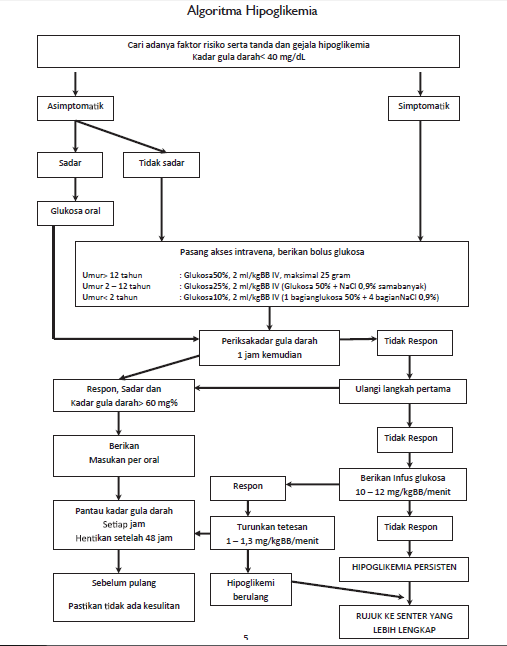 Algoritma Hipoglikemia
Cari adanya faktor risiko serta tanda dan gejala hipoglikemia
Kadar gula darah< 40 mg/dL
Asimptomatik
Simptomatik
Sadar
Tidak sadar
Glukosa oral
Pasang akses intravena, berikan bolus glukosa
Umur> 12 tahun : Glukosa50%, 2 ml/kgBB IV, maksimal 25 gram
Umur 2 – 12 tahun : Glukosa25%, 2 ml/kgBB IV (Glukosa 50% + NaCl 0,9% samabanyak)
Umur< 2 tahun : Glukosa10%, 2 ml/kgBB IV (1 bagianglukosa 50% + 4 bagianNaCl 0,9%)
Periksakadar gula darah
1 jam kemudian
Tidak Respon
Respon, Sadar dan
Kadar gula darah> 60 mg%
Ulangi langkah pertama
Tidak Respon
Berikan
Masukan per oral
Respon
Berikan Infus glukosa
10 – 12 mg/kgBB/menit
Pantau kadar gula darah
Setiap jam
Hentikan setelah 48 jam
Turunkan tetesan
1 – 1,3 mg/kgBB/menit
Tidak Respon
HIPOGLIKEMIA PERSISTEN
Sebelum pulang
Pastikan tidak ada kesulitan
Hipoglikemi
berulang
RUJUK KE SENTER YANG
LEBIH LENGKAP
5